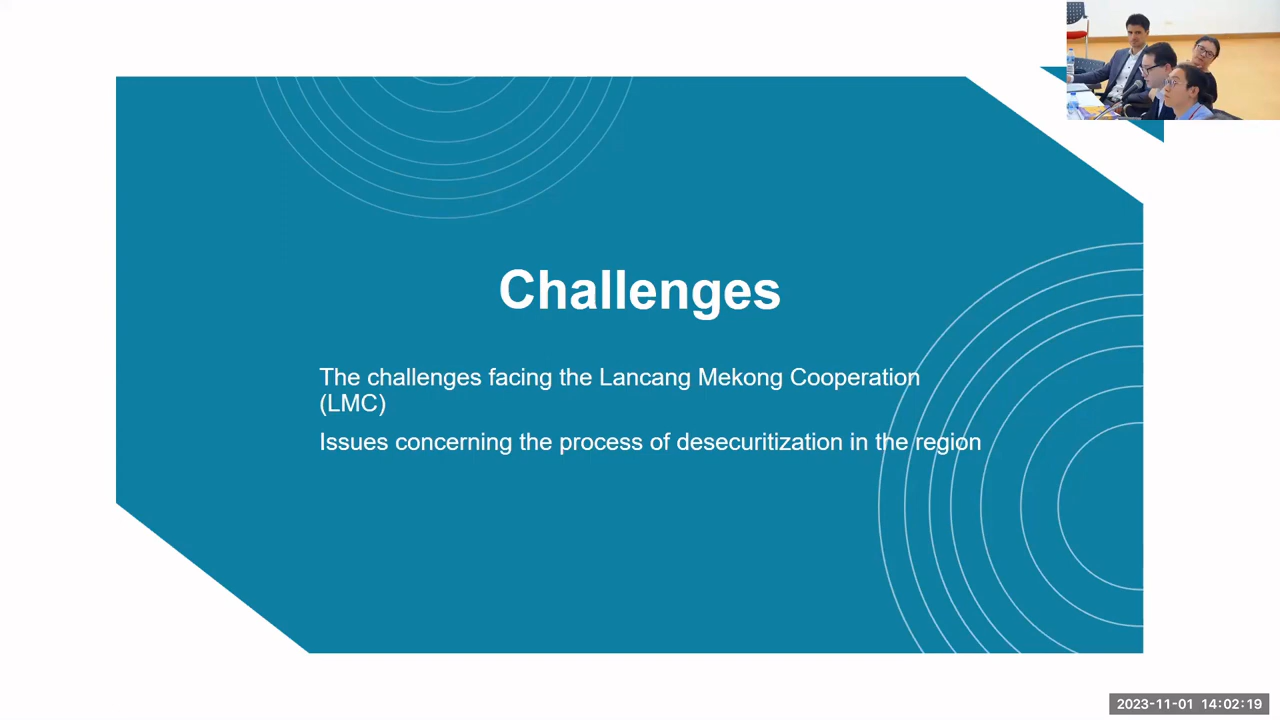 Challenges
The challenges facing the Lancang Mekong Cooperation
(LMC)
Issues concerning the process of desecuritization in the region
2023-11-01 14:02:19